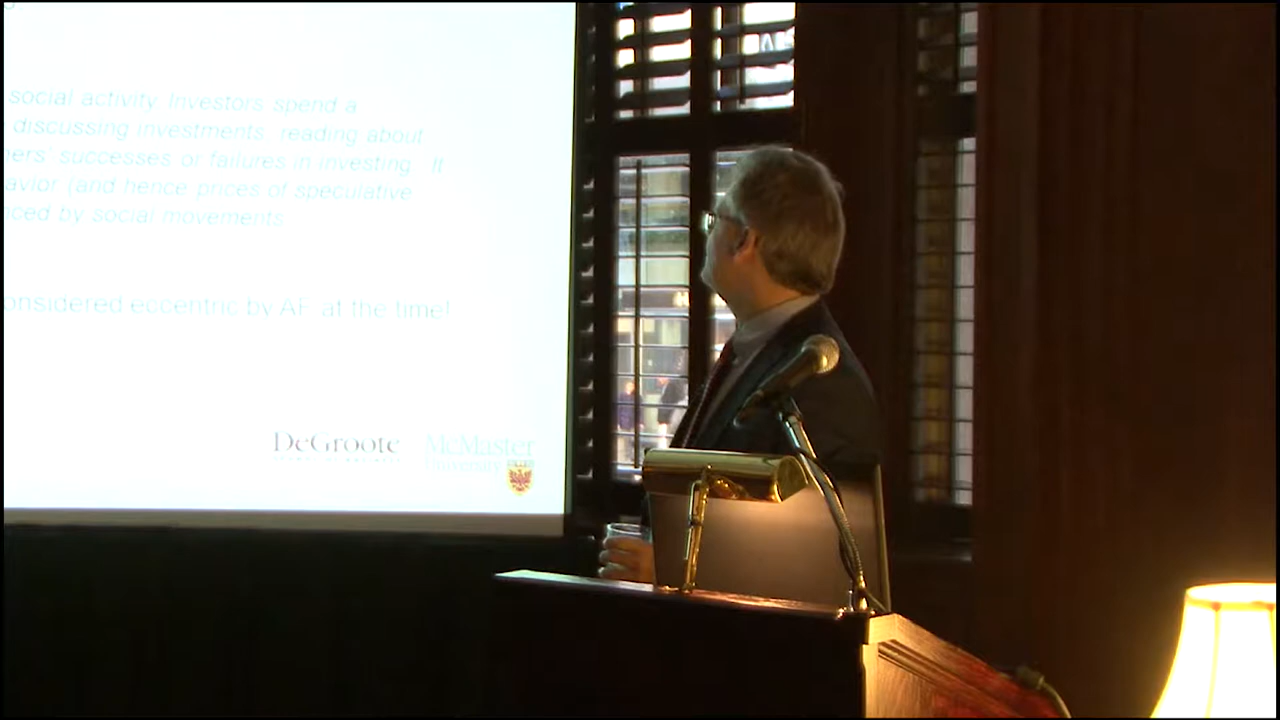 social activity. Investors spend a
discussing investments, reading about
ners' successes or failures in investing. If
avior (and hence prices of speculative
nced by social movements.
onsidered eccentric by AF at the time!
DeGroote
McMaster
University